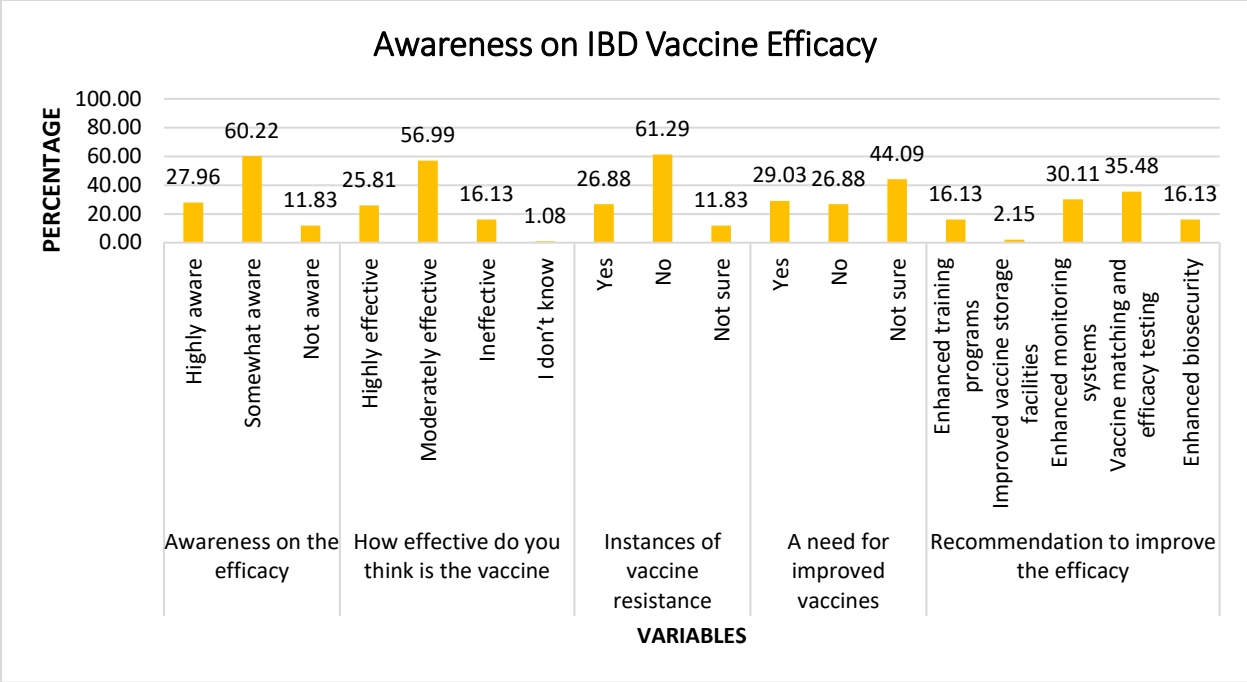 Awareness on IBD Vaccine Efficacy
PERCENTAGE
100.00
80.00
60.00
40.00
20.00
0.00
27.96
60.22
11.83
25.81
56.99
16.13
1.08
26.88
61.29
11.83
29.03
26.88
44.09
16.13
2.15
30.11
35.48
16.13
Highly aware
Somewhat aware
Not aware
Highly effective
Moderately effective
Ineffective
I don’t know
Yes
No
Not sure
Yes
No
Not sure
Enhanced training
programs
Improved vaccine storage
facilities
Enhanced monitoring
systems
Vaccine matching and
efficacy testing
Enhanced biosecurity
Awareness on the
efficacy
How effective do you
think is the vaccine
Instances of
vaccine
resistance
A need for
improved
vaccines
Recommendation to improve
the efficacy
VARIABLES